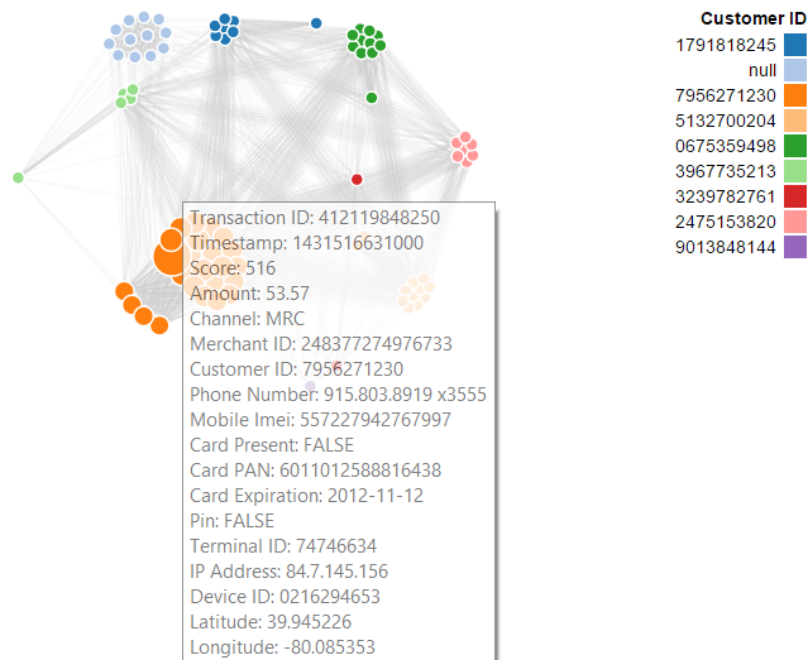 Customer ID
1791818245
null
7956271230
5132700204
0675359498
3967735213
3239782761
2475153820
9013848144
Transaction ID: 412119848250
Timestamp: 1431516631000
Score: 516
Amount: 53.57
Channel: MRC
Merchant ID: 248377274976733
Customer ID: 7956271230
Phone Number: 915.803.8919 x3555
Mobile Imei: 557227942767997
Card Present: FALSE
Card PAN: 6011012588816438
Card Expiration: 2012-11-12
Pin: FALSE
Terminal ID: 74746634
IP Address: 84.7.145.156
Device ID: 0216294653
Latitude: 39.945226
Longitude: -80.085353